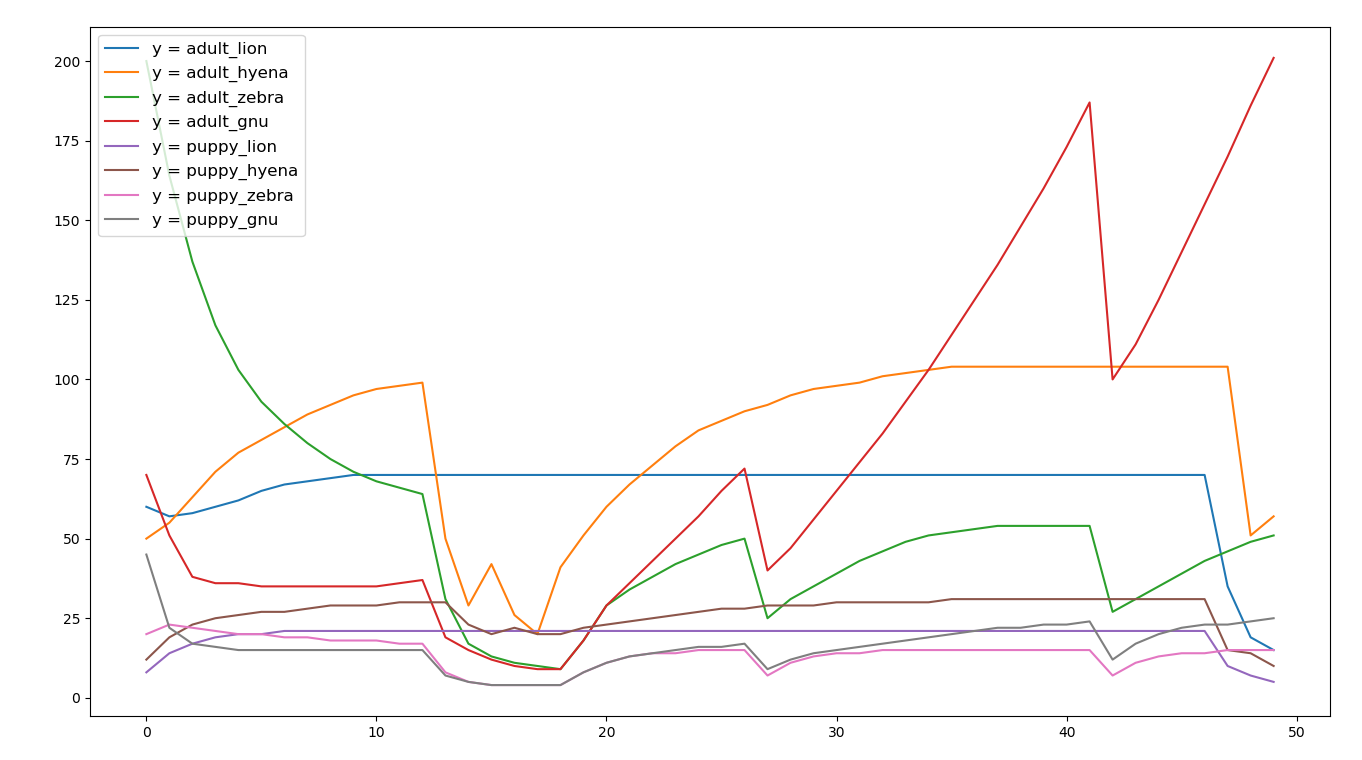 200
175
150
125
100
75
50
25
0
y = adult_lion
y = adult_hyena
y = adult_zebra
y = adult_gnu
y = puppy_lion
y = puppy_hyena
y = puppy_zebra
y = puppy_gnu
0 10 20 30 40 50